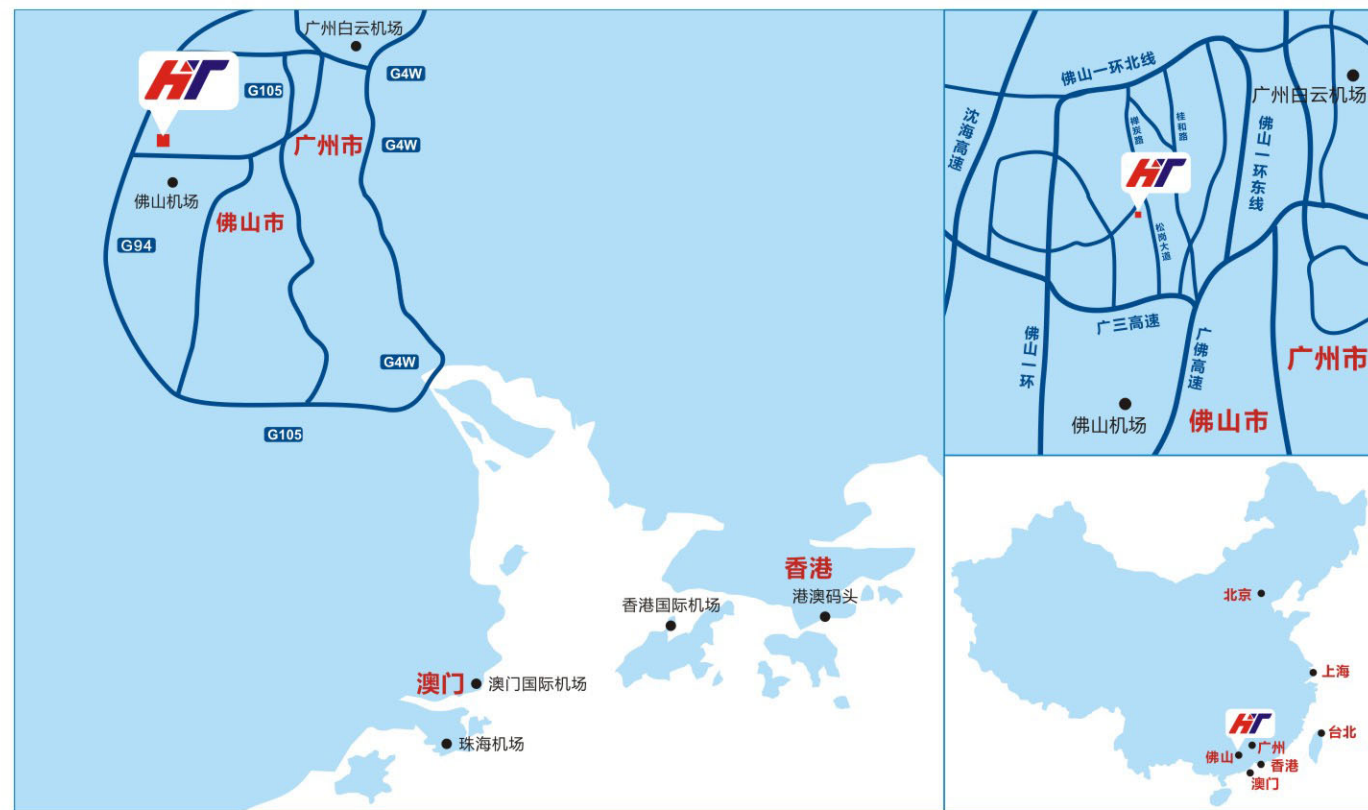 广州白云机场
G4W
HT
G105
G4W
广州市
佛山机场
佛山市
G94
G4W
G105
香港
港澳码头
香港国际机场
澳门
澳门国际机场
珠海机场
佛山一环北线
广州白云机场
沈海高速
禅炭路
桂和路
佛山一环东线
HT
松岗大道
广三高速
佛山一环
广佛高速
广州市
佛山市
佛山机场
北京
上海
HT
台北
广州
佛山
香港
澳门